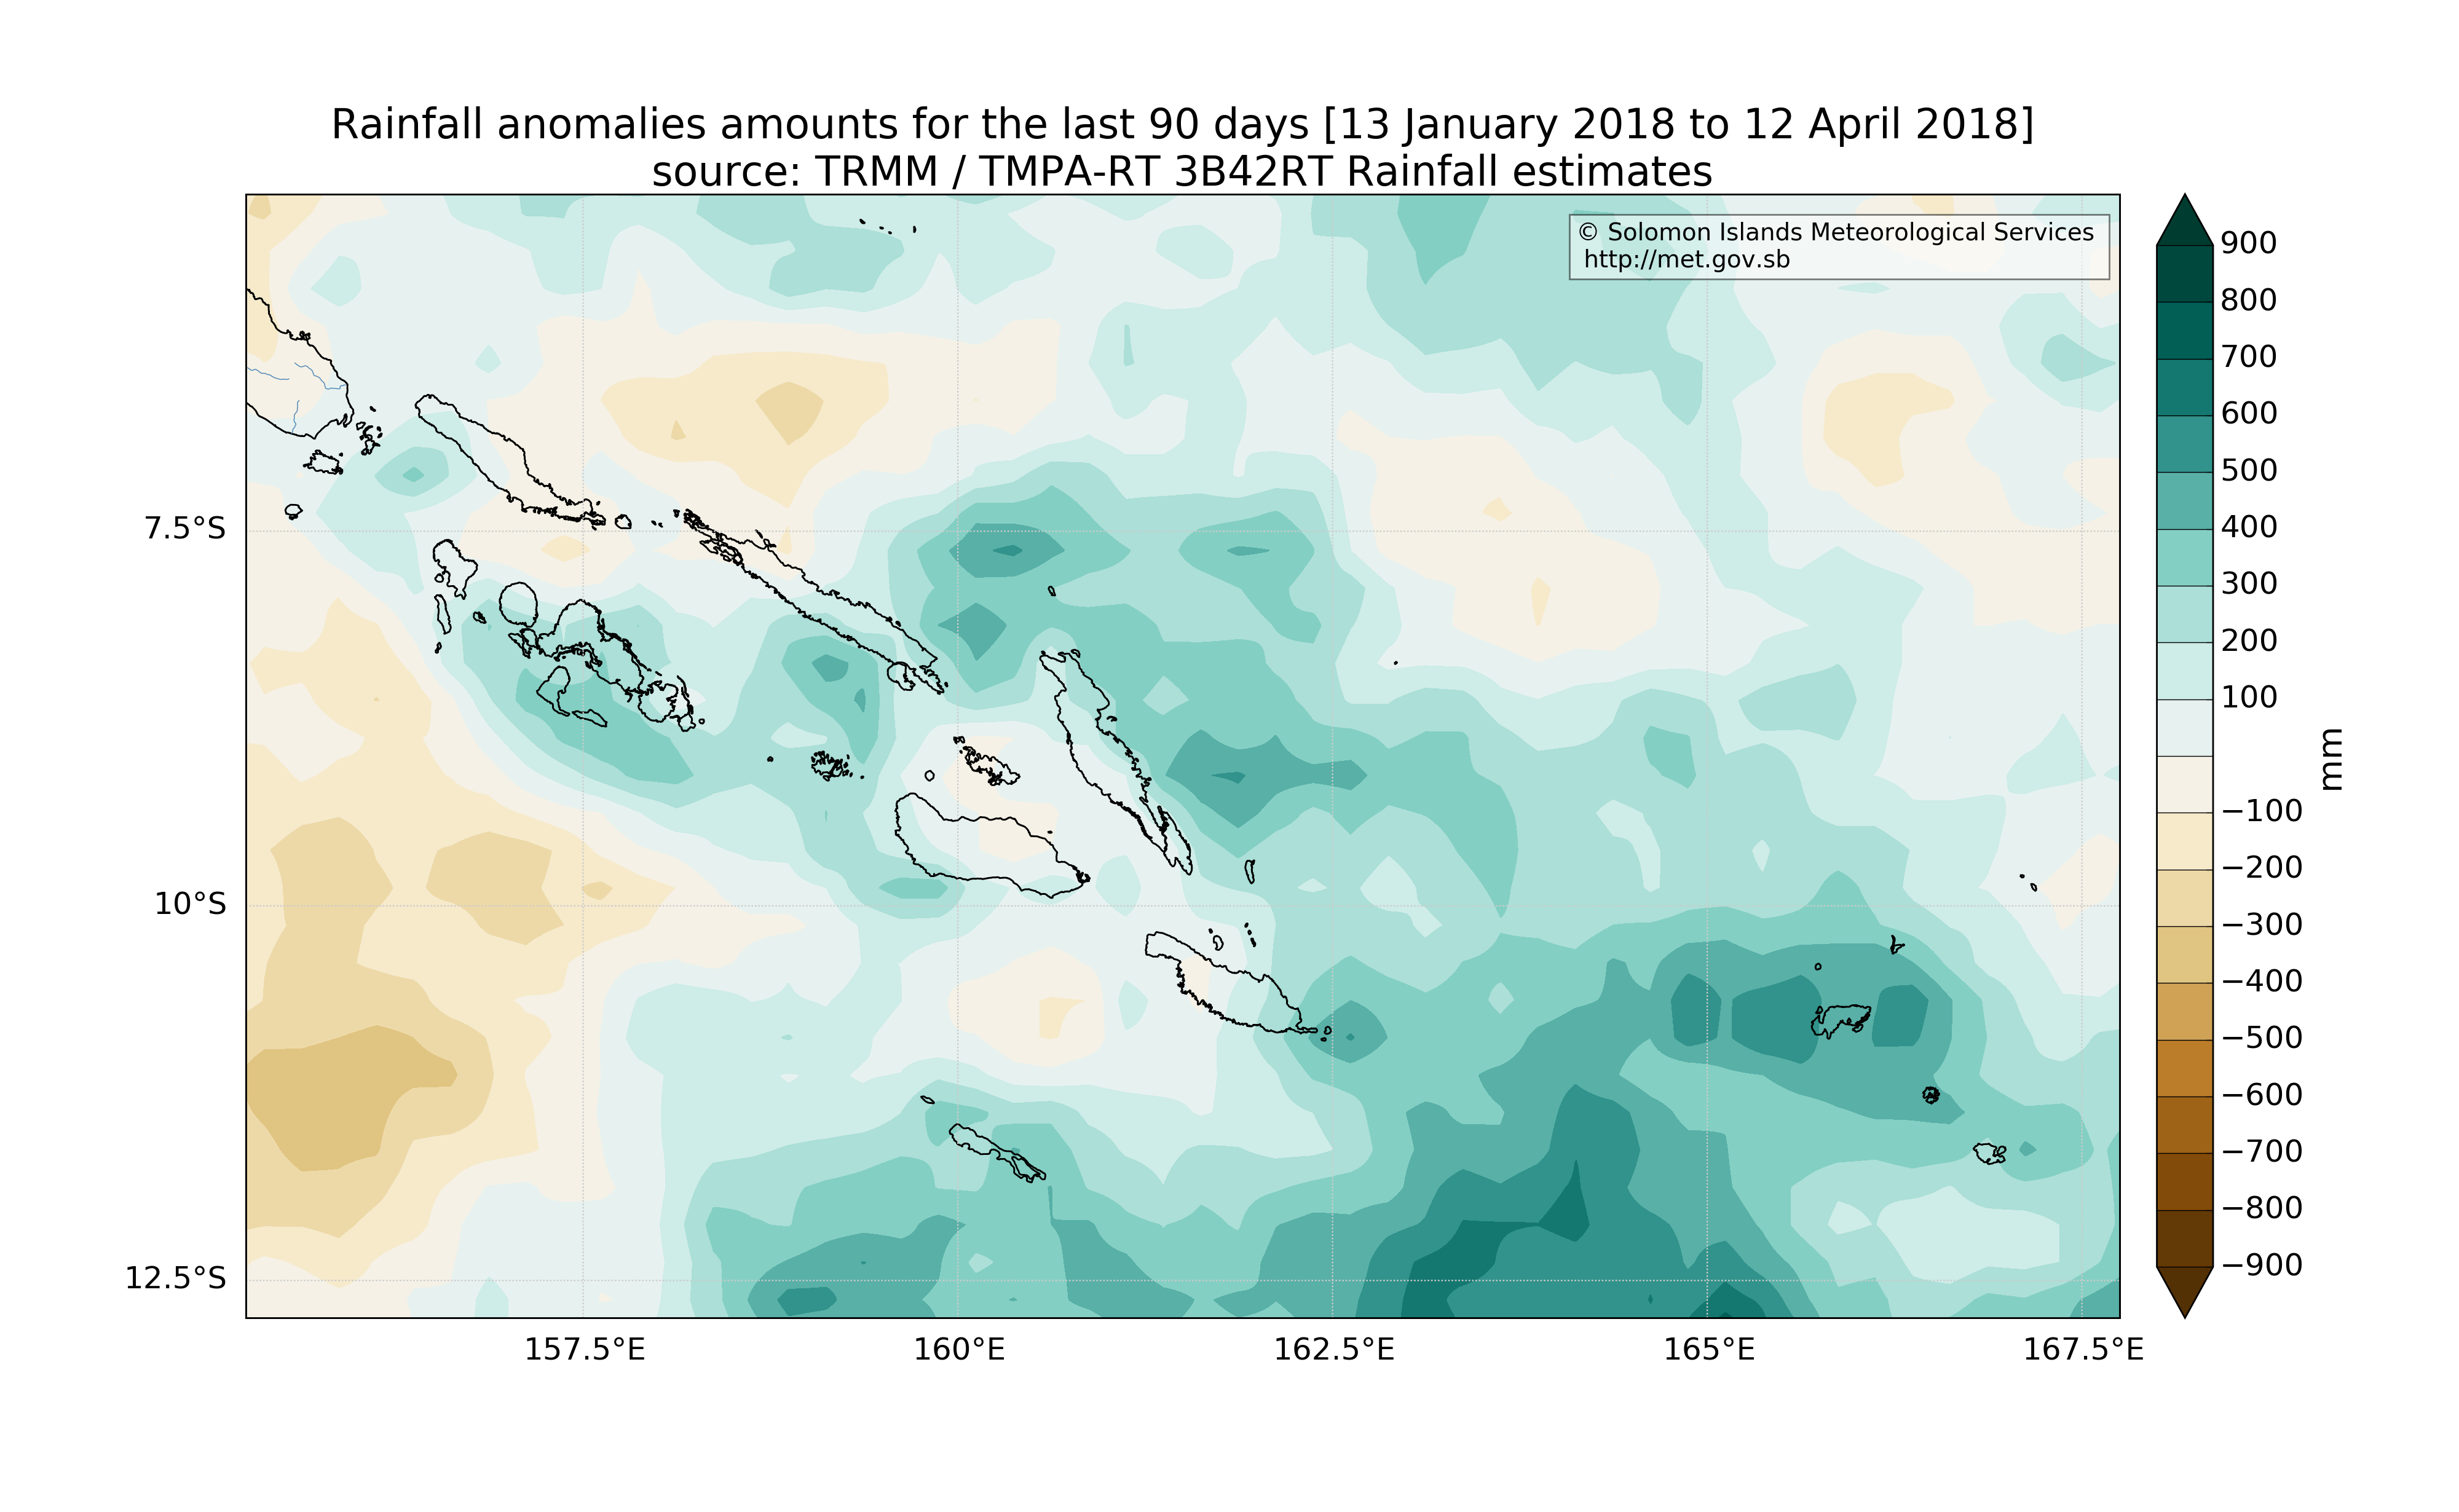 Rainfall anomalies amounts for the last 90 days [13 January 2018 to 12 April 2018]
source: TRMM / TMPA-RT 3B42RT Rainfall estimates
© Solomon Islands Meteorological Services
http://met.gov.sb
7.5°S
10°S
12.5°S
157.5°E
160°E
162.5°E
165°E
167.5°E
900
800
700
600
500
400
300
200
100
−100
−200
−300
−400
−500
−600
−700
−800
−900
mm